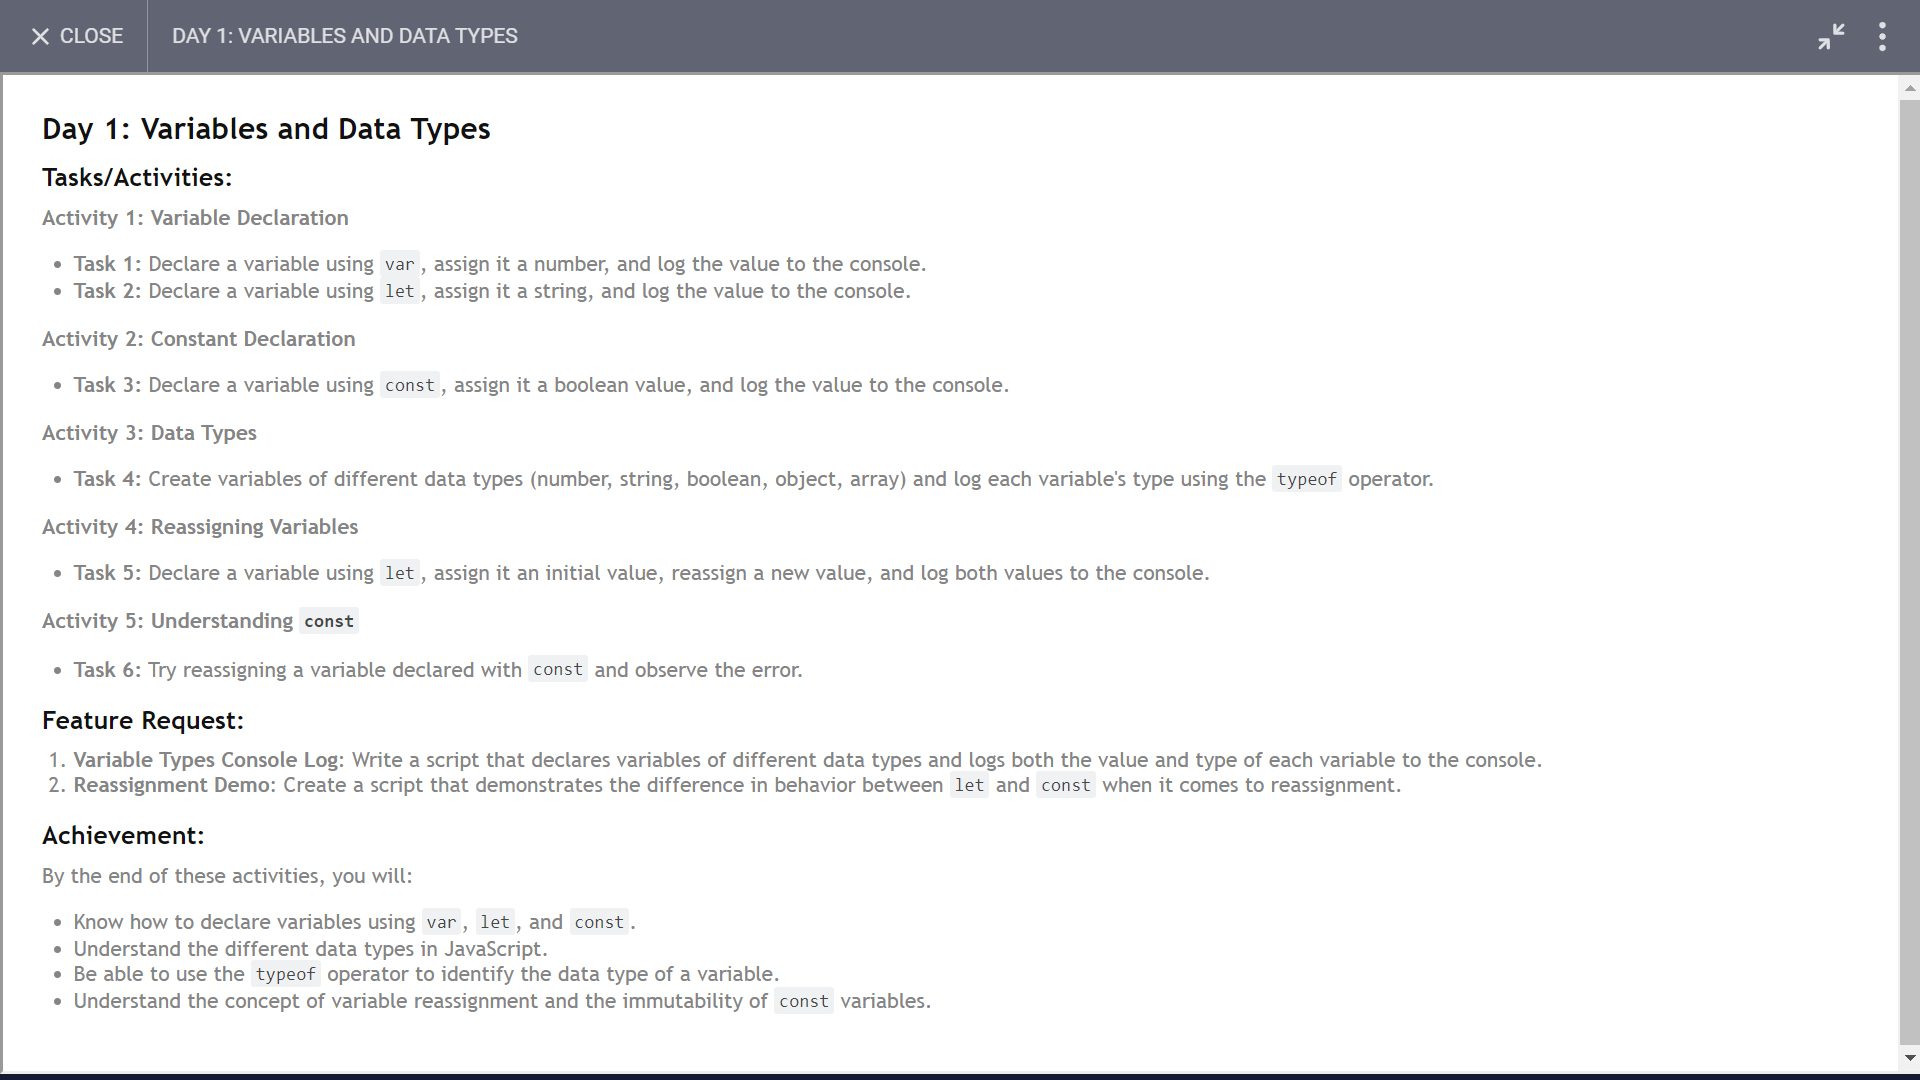 CLOSE
DAY 1: VARIABLES AND DATA TYPES
Day 1: Variables and Data Types
Tasks/Activities:
Activity 1: Variable Declaration
• Task 1: Declare a variable using var, assign it a number, and log the value to the console.
• Task 2: Declare a variable using let, assign it a string, and log the value to the console.
Activity 2: Constant Declaration
• Task 3: Declare a variable using const, assign it a boolean value, and log the value to the console.
Activity 3: Data Types
• Task 4: Create variables of different data types (number, string, boolean, object, array) and log each variable's type using the typeof operator.
Activity 4: Reassigning Variables
• Task 5: Declare a variable using let, assign it an initial value, reassign a new value, and log both values to the console.
Activity 5: Understanding const
• Task 6: Try reassigning a variable declared with const and observe the error.
Feature Request:
1. Variable Types Console Log: Write a script that declares variables of different data types and logs both the value and type of each variable to the console.
2. Reassignment Demo: Create a script that demonstrates the difference in behavior between let and const when it comes to reassignment.
Achievement:
By the end of these activities, you will:
• Know how to declare variables using var, let, and const.
• Understand the different data types in JavaScript.
• Be able to use the typeof operator to identify the data type of a variable.
• Understand the concept of variable reassignment and the immutability of const variables.